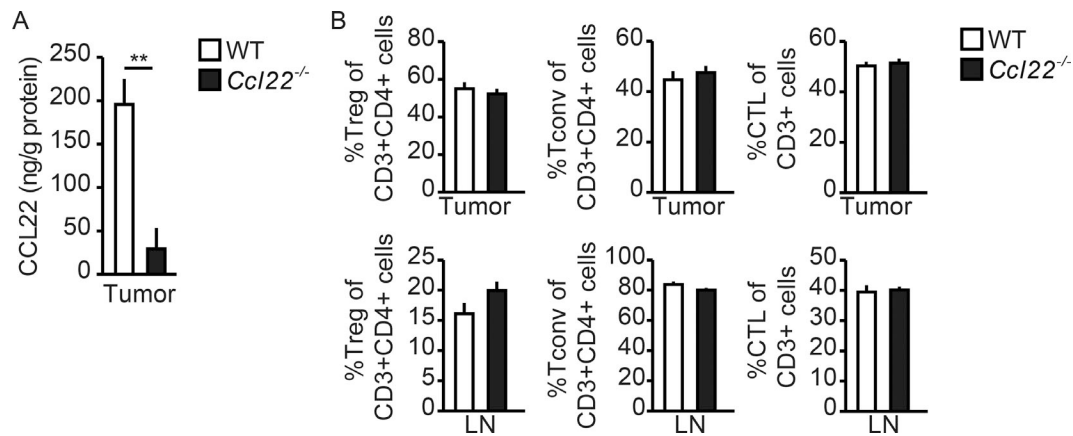 A
CCL22 (ng/g protein)
250
200
150
100
50
0
**
Tumor
WT
Ccl22-/-
B
%Treg of
CD3+CD4+ cells
80
60
40
20
0
Tumor
%Tconv of
CD3+CD4+ cells
60
40
20
0
Tumor
%CTL of
CD3+ cells
60
40
20
0
Tumor
WT
Ccl22-/-
%Treg of
CD3+CD4+ cells
25
20
15
10
5
0
LN
%Tconv of
CD3+CD4+ cells
100
80
60
40
20
0
LN
%CTL of
CD3+ cells
50
40
30
20
10
0
LN